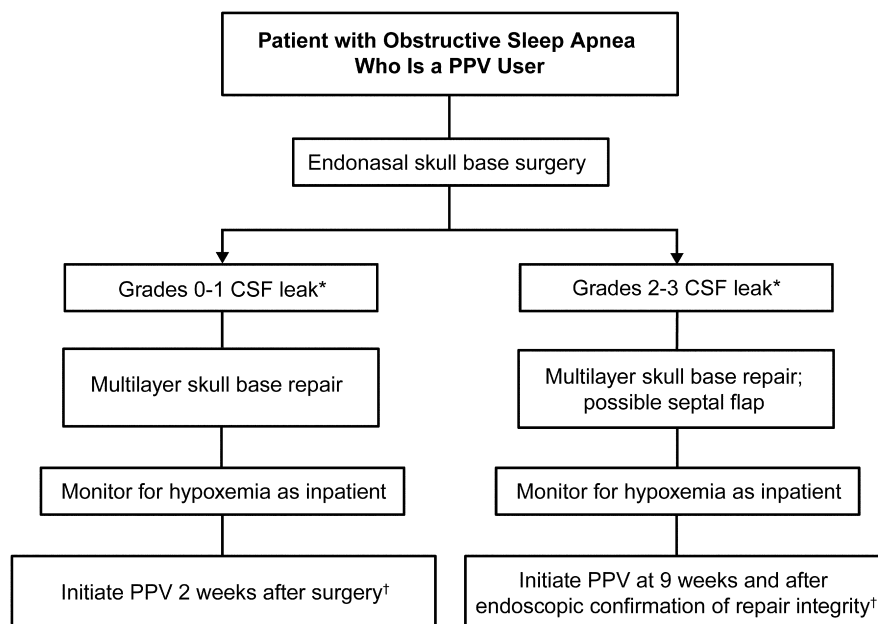 Patient with Obstructive Sleep Apnea
Who Is a PPV User
Endonasal skull base surgery
Grades 0-1 CSF leak*
Grades 2-3 CSF leak*
Multilayer skull base repair
Multilayer skull base repair;
possible septal flap
Monitor for hypoxemia as inpatient
Monitor for hypoxemia as inpatient
Initiate PPV 2 weeks after surgery†
Initiate PPV at 9 weeks and after
endoscopic confirmation of repair integrity†